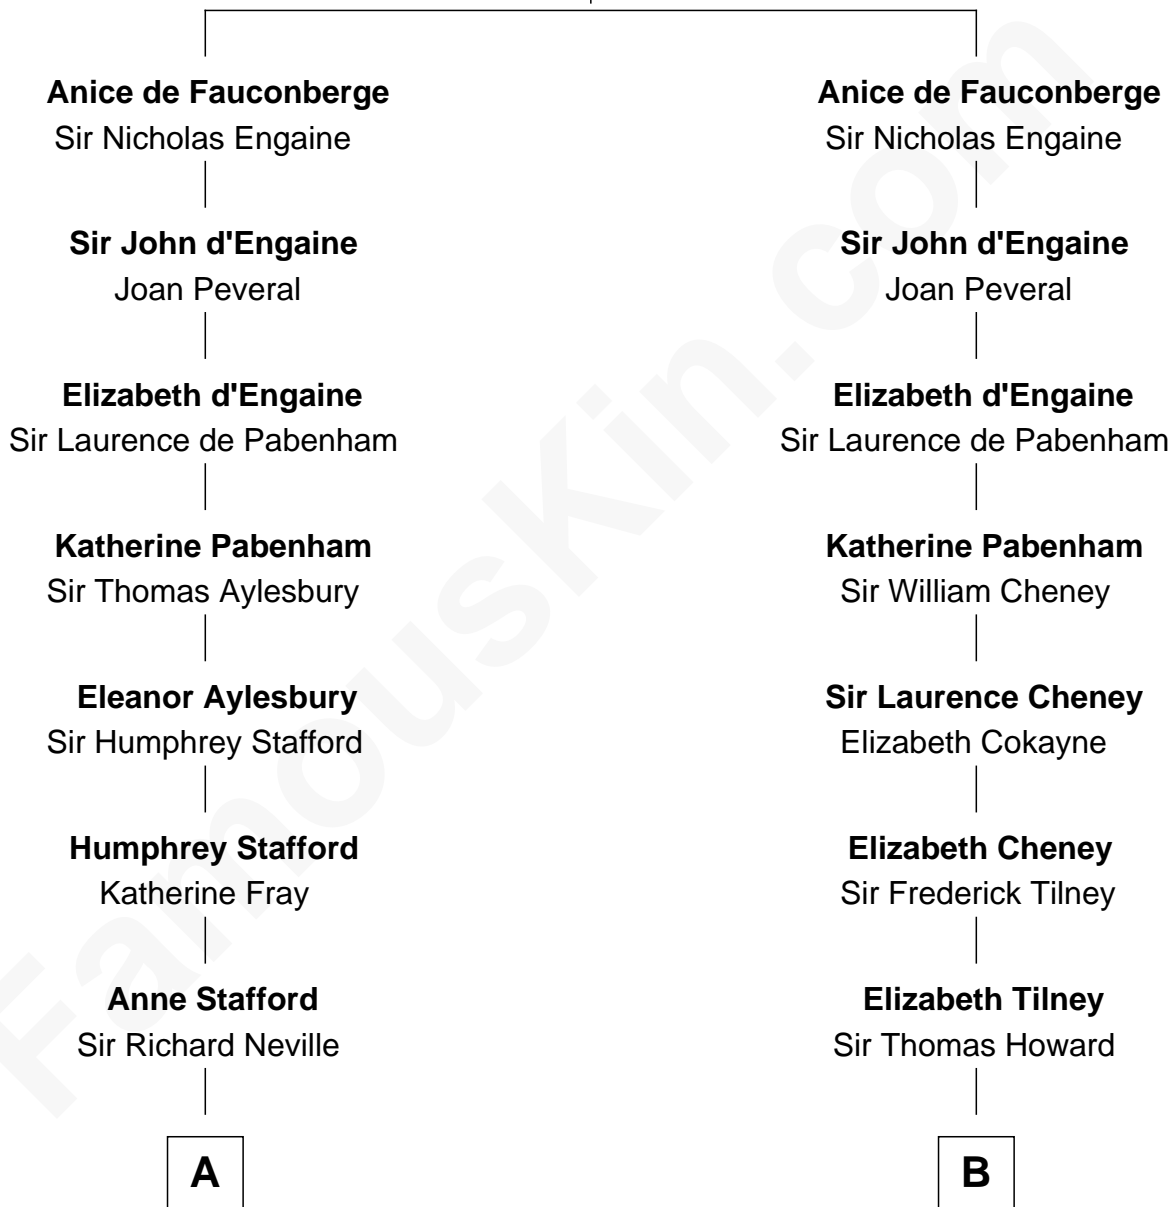 Anice de Fauconberge
Sir Nicholas Engaine
Sir John d'Engaine
Joan Peveral
Elizabeth d'Engaine
Sir Laurence de Pabenham
Katherine Pabenham
Sir Thomas Aylesbury
Eleanor Aylesbury
Sir Humphrey Stafford
Humphrey Stafford
Katherine Fray
Anne Stafford
Sir Richard Neville
A
Anice de Fauconberge
Sir Nicholas Engaine
Sir John d'Engaine
Joan Peveral
Elizabeth d'Engaine
Sir Laurence de Pabenham
Katherine Pabenham
Sir William Cheney
Sir Laurence Cheney
Elizabeth Cokayne
Elizabeth Cheney
Sir Frederick Tilney
Elizabeth Tilney
Sir Thomas Howard
B
FamousKin.com